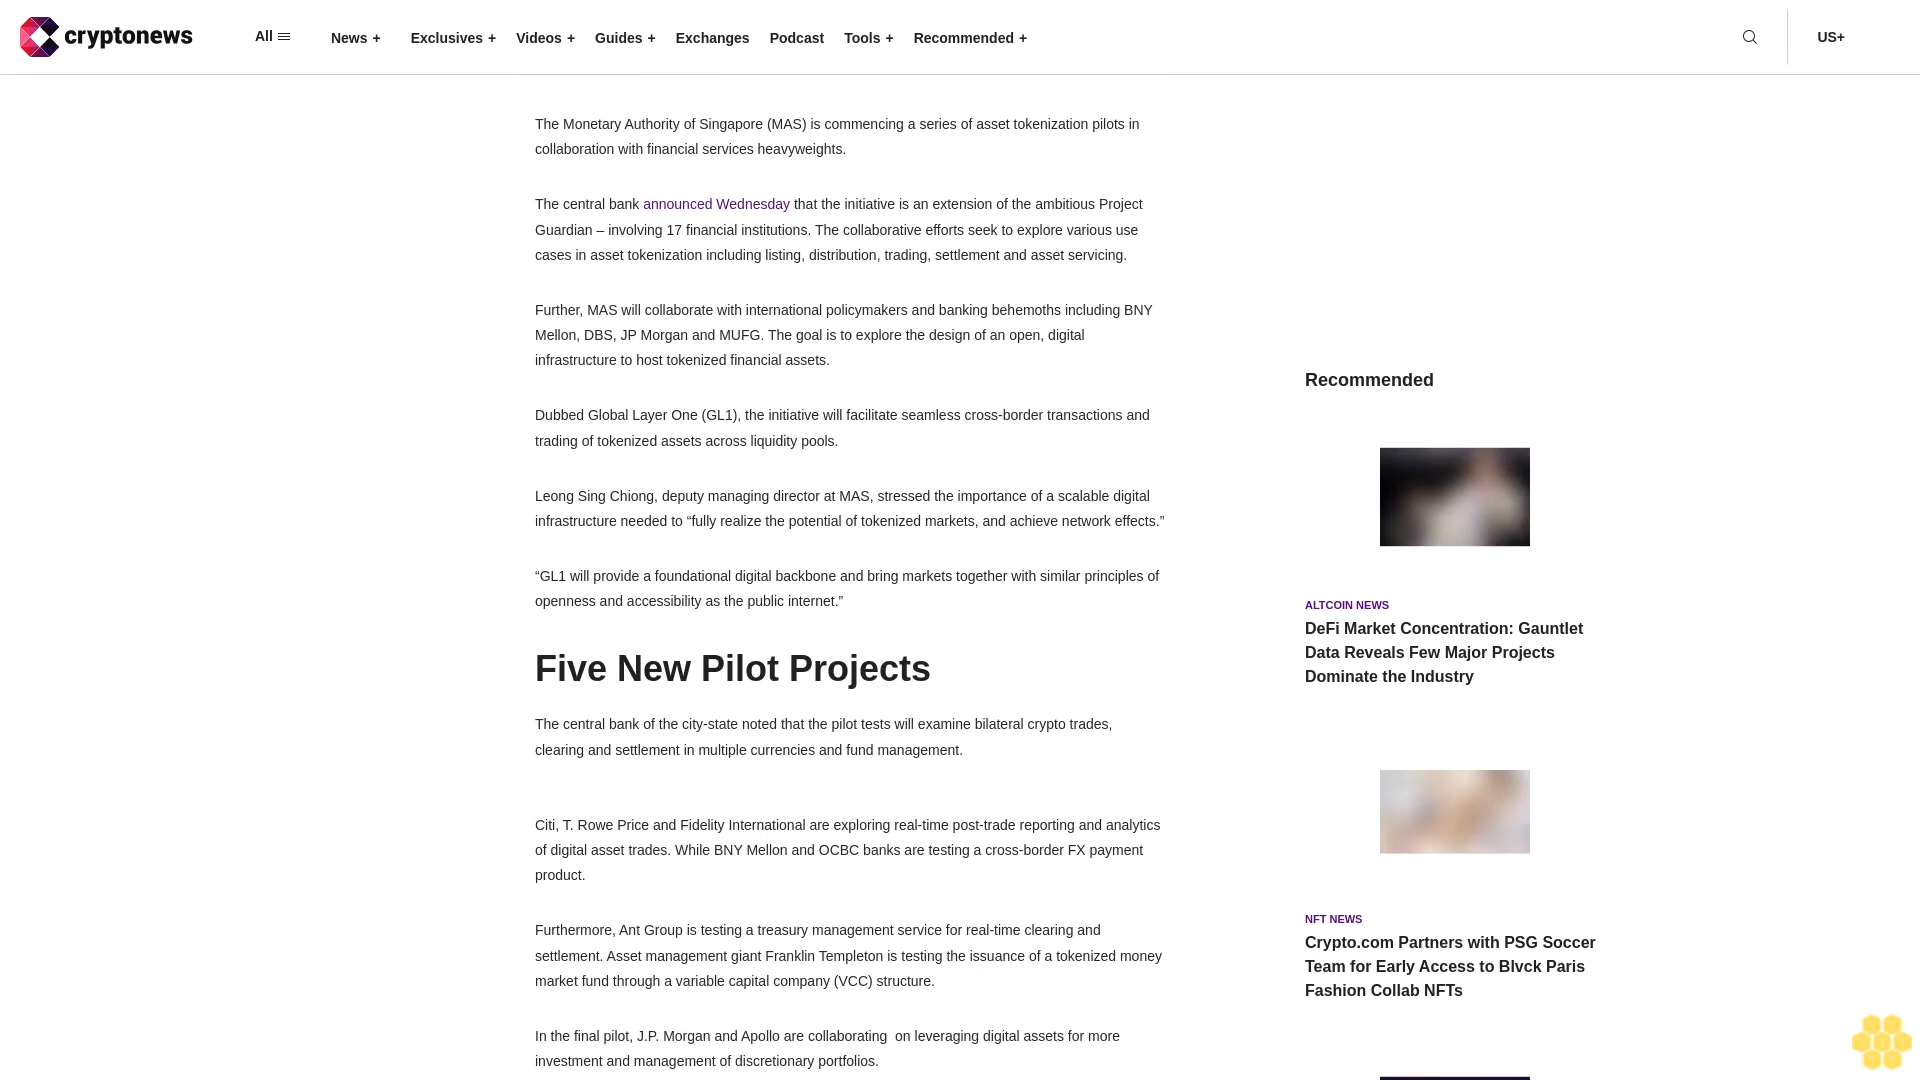 cryptonews
All
News +
Exclusives +
Videos +
Guides +
Exchanges
Podcast
Tools +
Recommended +
US+
The Monetary Authority of Singapore (MAS) is commencing a series of asset tokenization pilots in
collaboration with financial services heavyweights.
The central bank announced Wednesday that the initiative is an extension of the ambitious Project
Guardian – involving 17 financial institutions. The collaborative efforts seek to explore various use
cases in asset tokenization including listing, distribution, trading, settlement and asset servicing.
Further, MAS will collaborate with international policymakers and banking behemoths including BNY
Mellon, DBS, JP Morgan and MUFG. The goal is to explore the design of an open, digital
infrastructure to host tokenized financial assets.
Dubbed Global Layer One (GL1), the initiative will facilitate seamless cross-border transactions and
trading of tokenized assets across liquidity pools.
Leong Sing Chiong, deputy managing director at MAS, stressed the importance of a scalable digital
infrastructure needed to “fully realize the potential of tokenized markets, and achieve network effects.”
“GL1 will provide a foundational digital backbone and bring markets together with similar principles of
openness and accessibility as the public internet.”
Five New Pilot Projects
The central bank of the city-state noted that the pilot tests will examine bilateral crypto trades,
clearing and settlement in multiple currencies and fund management.
Citi, T. Rowe Price and Fidelity International are exploring real-time post-trade reporting and analytics
of digital asset trades. While BNY Mellon and OCBC banks are testing a cross-border FX payment
product.
Furthermore, Ant Group is testing a treasury management service for real-time clearing and
settlement. Asset management giant Franklin Templeton is testing the issuance of a tokenized money
market fund through a variable capital company (VCC) structure.
In the final pilot, J.P. Morgan and Apollo are collaborating  on leveraging digital assets for more
investment and management of discretionary portfolios.
Recommended
ALTCOIN NEWS
DeFi Market Concentration: Gauntlet
Data Reveals Few Major Projects
Dominate the Industry
NFT NEWS
Crypto.com Partners with PSG Soccer
Team for Early Access to Blvck Paris
Fashion Collab NFTs